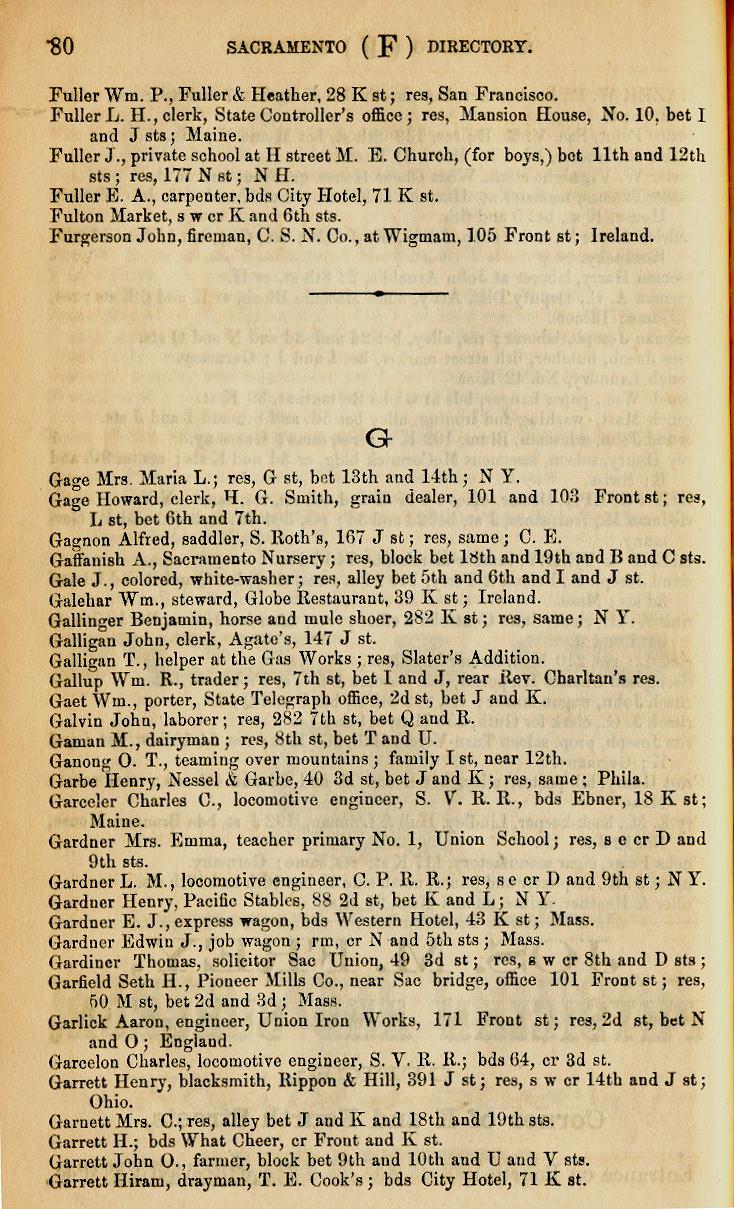 80 SACRAMENTO (F) DIRECTORY.
Fuller Wm. P., Fuller & Heather, 28 K st; res, San Francisco.
Fuller L. H., clerk, State Controller's office; res, Mansion House, No. 10, bet I
and J sts; Maine.
Fuller J., private school at H street M. E. Church, (for boys,) bet 11th and 12th
sts; res, 177 N st; N H.
Fuller E. A., carpenter, bds City Hotel, 71 K st.
Fulton Market, s w cr K and 6th sts.
Furgerson John, fireman, C. S. N. Co., at Wigmam, 105 Front st; Ireland.
G
Gage Mrs. Maria L.; res, G st, bet 13th and 14th; N Y.
Gage Howard, clerk, H. G. Smith, grain dealer, 101 and 103 Front st; res,
L st, bet 6th and 7th.
Gagnon Alfred, saddler, S. Roth's, 167 J st; res, same; C. E.
Gaffanish A., Sacramento Nursery; res, block bet 18th and 19th and B and C sts.
Gale J., colored, white-washer; res, alley bet 5th and 6th and I and J st.
Galehar Wm., steward, Globe Restaurant, 39 K st; Ireland.
Gallinger Benjamin, horse and mule shoer, 282 K st; res, same; N Y.
Galligan John, clerk, Agate's, 147 J st.
Galligan T., helper at the Gas Works; res, Slater's Addition.
Gallup Wm. R., trader; res, 7th st, bet I and J, rear Rev. Charltan's res.
Gaet Wm., porter, State Telegraph office, 2d st, bet J and K.
Galvin John, laborer; res, 282 7th st, bet Q and R.
Gaman M., dairyman; res, 8th st, bet T and U.
Ganong O. T., teaming over mountains; family I st, near 12th.
Garbe Henry, Nessel & Garbe, 40 3d st, bet J and K; res, same; Phila.
Garceler Charles C., locomotive engineer, S. V. R. R., bds Ebner, 18 K st;
Maine.
Gardner Mrs. Emma, teacher primary No. 1, Union School; res, s e cr D and
9th sts.
Gardner L. M., locomotive engineer, C. P. R. R.; res, s e cr D and 9th st; N Y.
Gardner Henry, Pacific Stables, 88 2d st, bet K and L; N Y.
Gardner E. J., express wagon, bds Western Hotel, 43 K st; Mass.
Gardner Edwin J., job wagon; rm, cr N and 5th sts; Mass.
Gardiner Thomas, solicitor Sac Union, 49 3d st; res, s w cr 8th and D sts;
Garfield Seth H., Pioneer Mills Co., near Sac bridge, office 101 Front st; res,
50 M st, bet 2d and 3d; Mass.
Garlick Aaron, engineer, Union Iron Works, 171 Front st; res, 2d st, bet N
and O; England.
Garcelon Charles, locomotive engineer, S. V. R. R.; bds 64, cr 3d st.
Garrett Henry, blacksmith, Rippon & Hill, 391 J st; res, s w cr 14th and J st;
Ohio.
Garnett Mrs. C.; res, alley bet J and K and 18th and 19th sts.
Garrett H.; bds What Cheer, cr Front and K st.
Garrett John O., farmer, block bet 9th and 10th and U and V sts.
Garrett Hiram, drayman, T. E. Cook's; bds City Hotel, 71 K st.